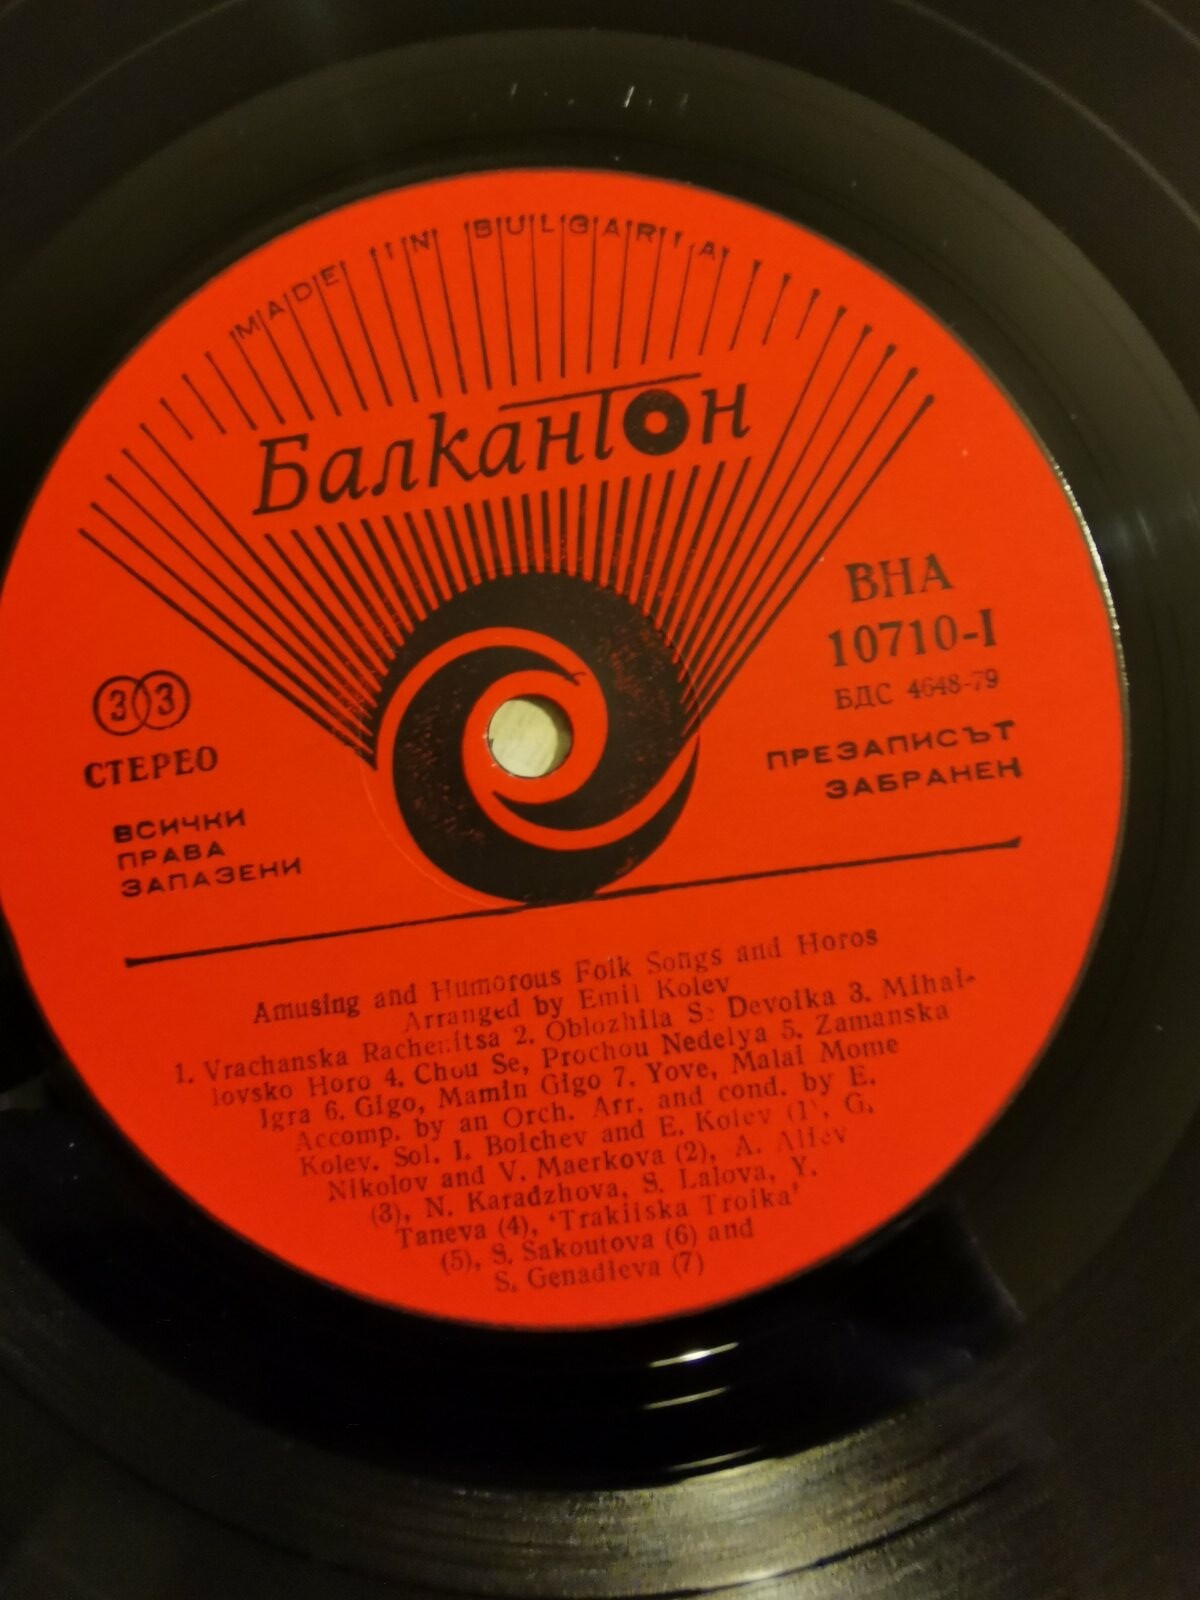 MADE IN BULGARIA
БалканТон
ВНА
10710-I
БДС 4648-79
33
СТЕРЕО
ПРЕЗАПИСЪТ
ЗАБРАНЕН
ВСИЧКИ
ПРАВА
ЗАПАЗЕНИ
Amusing and Humorous Folk Songs and Horos
Arranged by Emil Kolev
1. Vrachanska Rachenitsa 2. Oblozhila Se Devoika 3. Mihai-
lovsko Horo 4. Chou Se, Prochou Nedelya 5. Zamanska
Igra 6. Gigo, Mamin Gigo 7. Yove, Malai Mome
Accomp. by an Orch. Arr. and cond. by E.
Kolev. Sol. I. Bolchev and E. Kolev (1), G.
Nikolov and V. Maerkova (2), A. Aliev
(3), N. Karadzhova, S. Lalova, Y.
Taneva (4), 'Trakiiska Troika'
(5), S. Sakoutova (6) and
S. Genadieva (7)